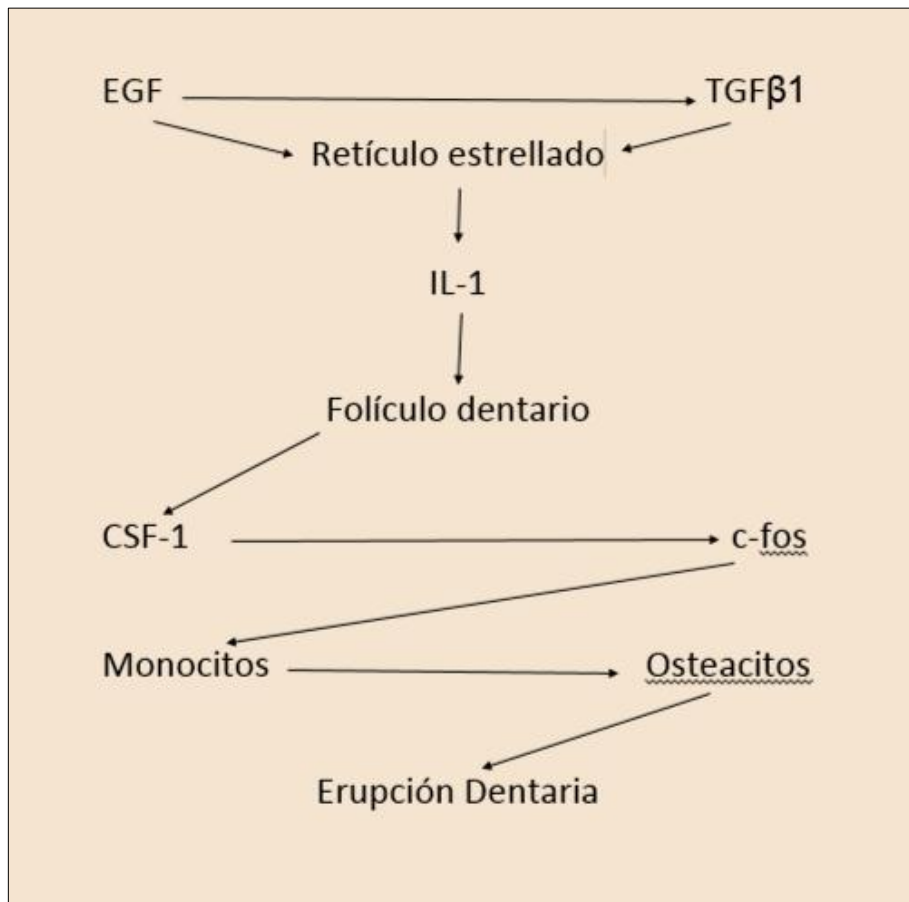 EGF
TGFβ1
Retículo estrellado
IL-1
Folículo dentario
CSF-1
c-fos
Monocitos
Osteacitos
Erupción Dentaria